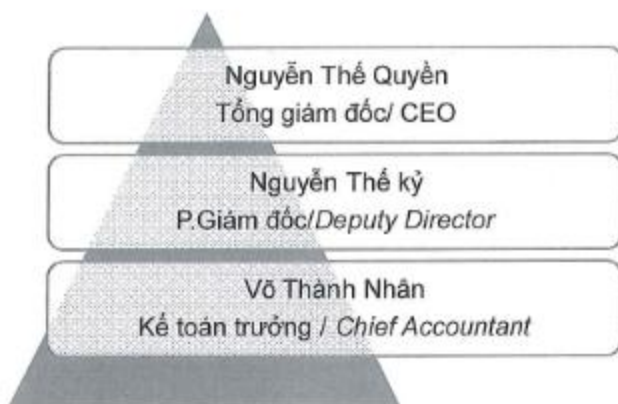 Nguyễn Thế Quyền
Tổng giám đốc/ CEO
Nguyễn Thế kỷ
P.Giám đốc/Deputy Director
Võ Thành Nhân
Kế toán trưởng / Chief Accountant